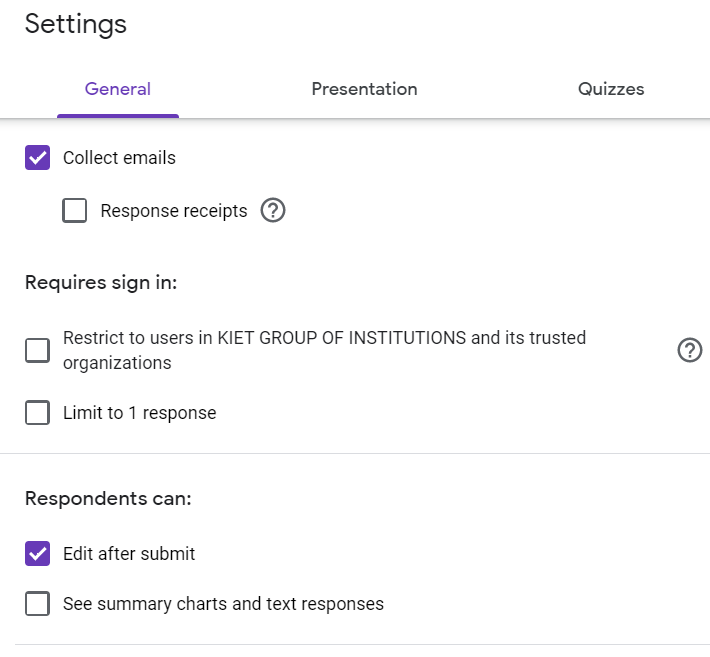 Settings
General Presentation Quizzes
Collect emails
Response receipts ?
Requires sign in:
Restrict to users in KIET GROUP OF INSTITUTIONS and its trusted
organizations ?
Limit to 1 response
Respondents can:
Edit after submit
See summary charts and text responses